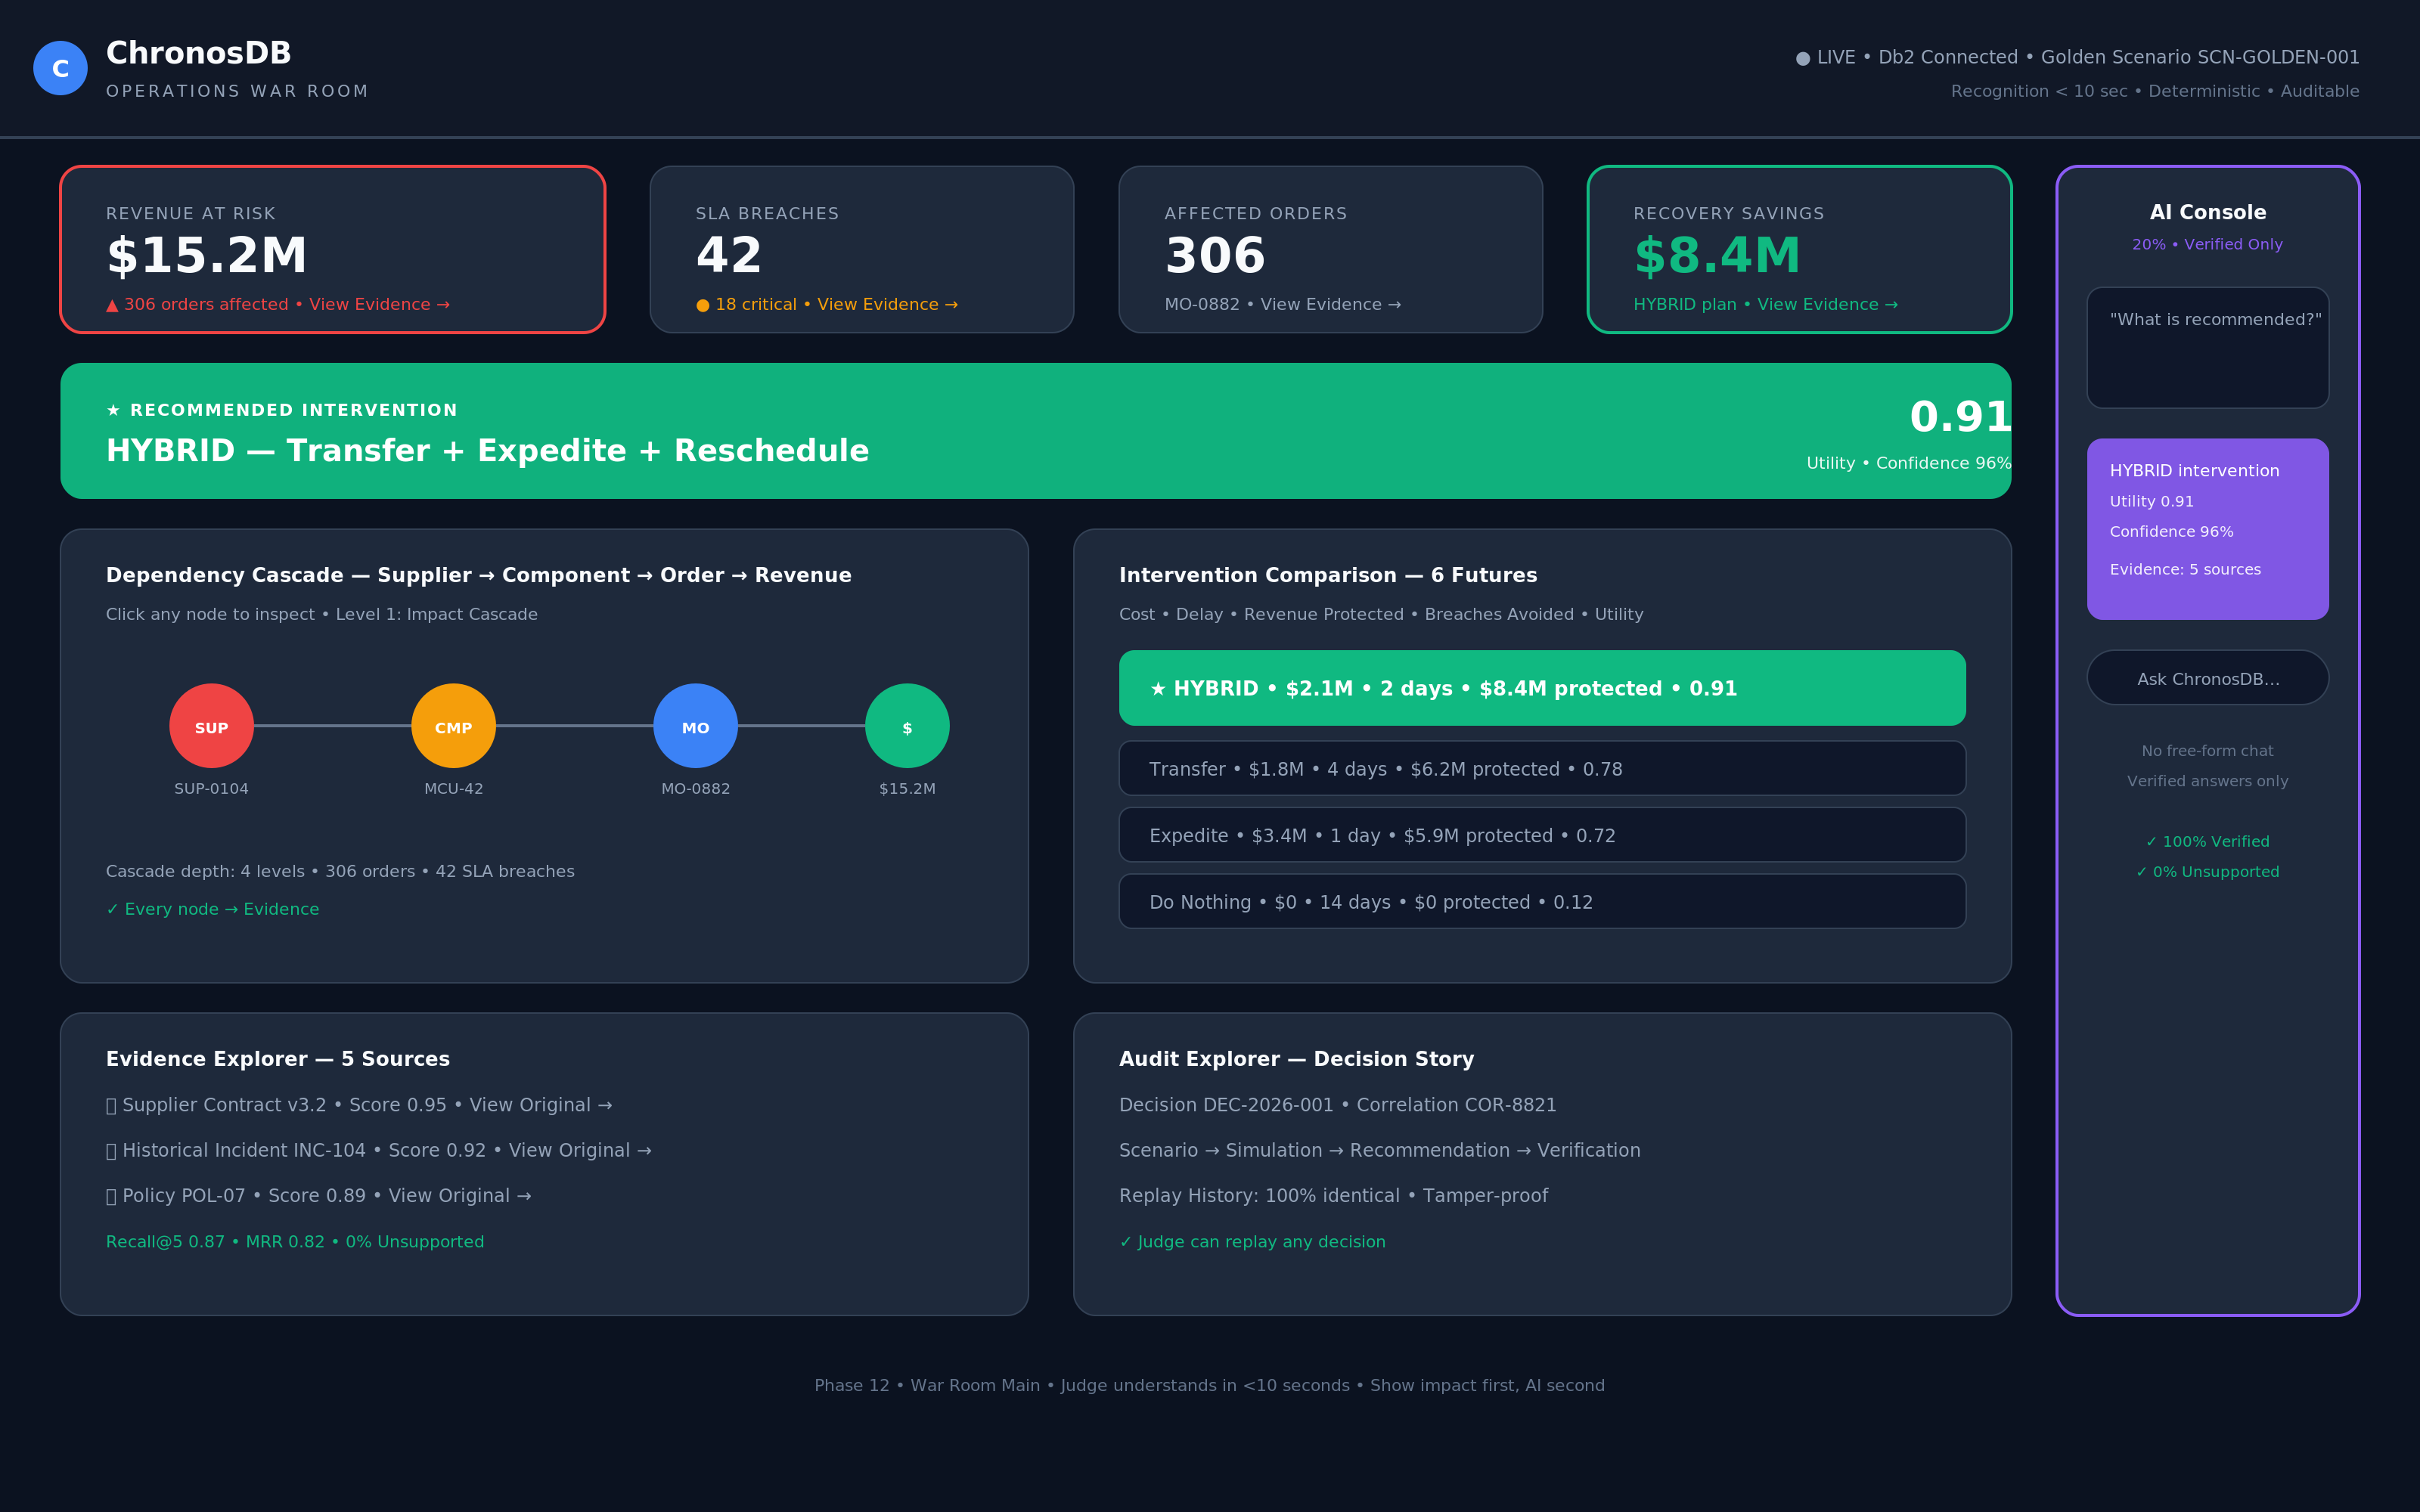 C
ChronosDB
OPERATIONS WAR ROOM
● LIVE • Db2 Connected • Golden Scenario SCN-GOLDEN-001
Recognition < 10 sec • Deterministic • Auditable
REVENUE AT RISK
$15.2M
▲ 306 orders affected • View Evidence →
SLA BREACHES
42
● 18 critical • View Evidence →
AFFECTED ORDERS
306
MO-0882 • View Evidence →
RECOVERY SAVINGS
$8.4M
HYBRID plan • View Evidence →
★ RECOMMENDED INTERVENTION
HYBRID — Transfer + Expedite + Reschedule
0.91
Utility • Confidence 96%
Dependency Cascade — Supplier → Component → Order → Revenue
Click any node to inspect • Level 1: Impact Cascade
SUP
CMP
MO
$
SUP-0104
MCU-42
MO-0882
$15.2M
Cascade depth: 4 levels • 306 orders • 42 SLA breaches
✓ Every node → Evidence
Intervention Comparison — 6 Futures
Cost • Delay • Revenue Protected • Breaches Avoided • Utility
★ HYBRID • $2.1M • 2 days • $8.4M protected • 0.91
Transfer • $1.8M • 4 days • $6.2M protected • 0.78
Expedite • $3.4M • 1 day • $5.9M protected • 0.72
Do Nothing • $0 • 14 days • $0 protected • 0.12
Evidence Explorer — 5 Sources
Supplier Contract v3.2 • Score 0.95 • View Original →
Historical Incident INC-104 • Score 0.92 • View Original →
Policy POL-07 • Score 0.89 • View Original →
Recall@5 0.87 • MRR 0.82 • 0% Unsupported
Audit Explorer — Decision Story
Decision DEC-2026-001 • Correlation COR-8821
Scenario → Simulation → Recommendation → Verification
Replay History: 100% identical • Tamper-proof
✓ Judge can replay any decision
AI Console
20% • Verified Only
"What is recommended?"
HYBRID intervention
Utility 0.91
Confidence 96%
Evidence: 5 sources
Ask ChronosDB...
No free-form chat
Verified answers only
✓ 100% Verified
✓ 0% Unsupported
Phase 12 • War Room Main • Judge understands in <10 seconds • Show impact first, AI second